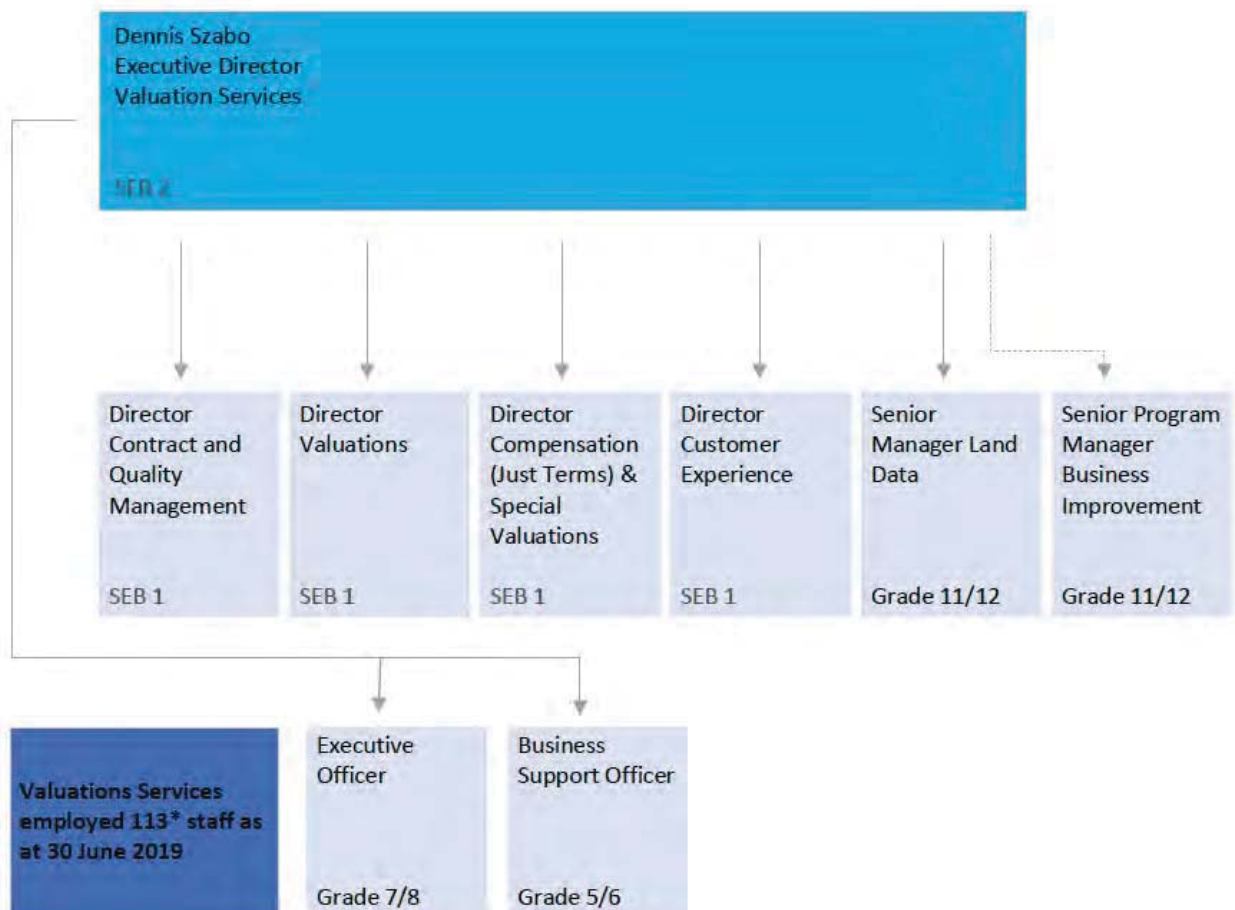 Dennis Szabo
Executive Director
Valuation Services
SEB 2
Director
Contract and
Quality
Management
SEB 1
Director
Valuations
SEB 1
Director
Compensation
(Just Terms) &
Special
Valuations
SEB 1
Director
Customer
Experience
SEB 1
Senior
Manager Land
Data
Grade 11/12
Senior Program
Manager
Business
Improvement
Grade 11/12
Valuations Services
employed 113* staff as
at 30 June 2019
Executive
Officer
Grade 7/8
Business
Support Officer
Grade 5/6